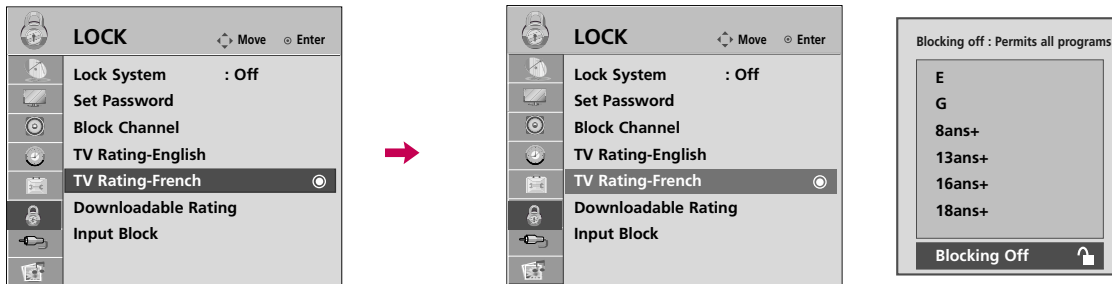 LOCK Move Enter
Lock System : Off
Set Password
Block Channel
TV Rating-English
TV Rating-French
Downloadable Rating
Input Block
LOCK Move Enter
Lock System : Off
Set Password
Block Channel
TV Rating-English
TV Rating-French
Downloadable Rating
Input Block
Blocking off : Permits all programs
E
G
8ans+
13ans+
16ans+
18ans+
Blocking Off